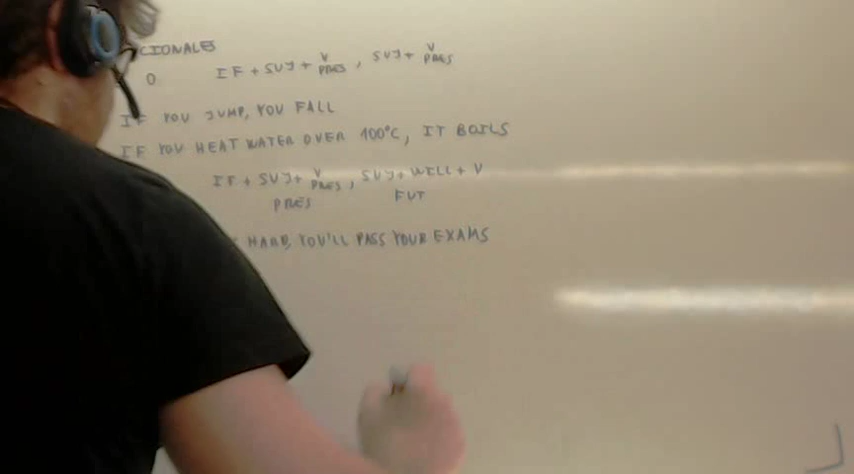 CIONALES
0 IF + SUJ + V PRES, SUJ + V PRES
IF YOU JUMP, YOU FALL
IF YOU HEAT WATER OVER 100°C, IT BOILS
IF + SUJ + V PRES, SUJ + WILL + V
PRES FUT
HARD, YOU'LL PASS YOUR EXAMS